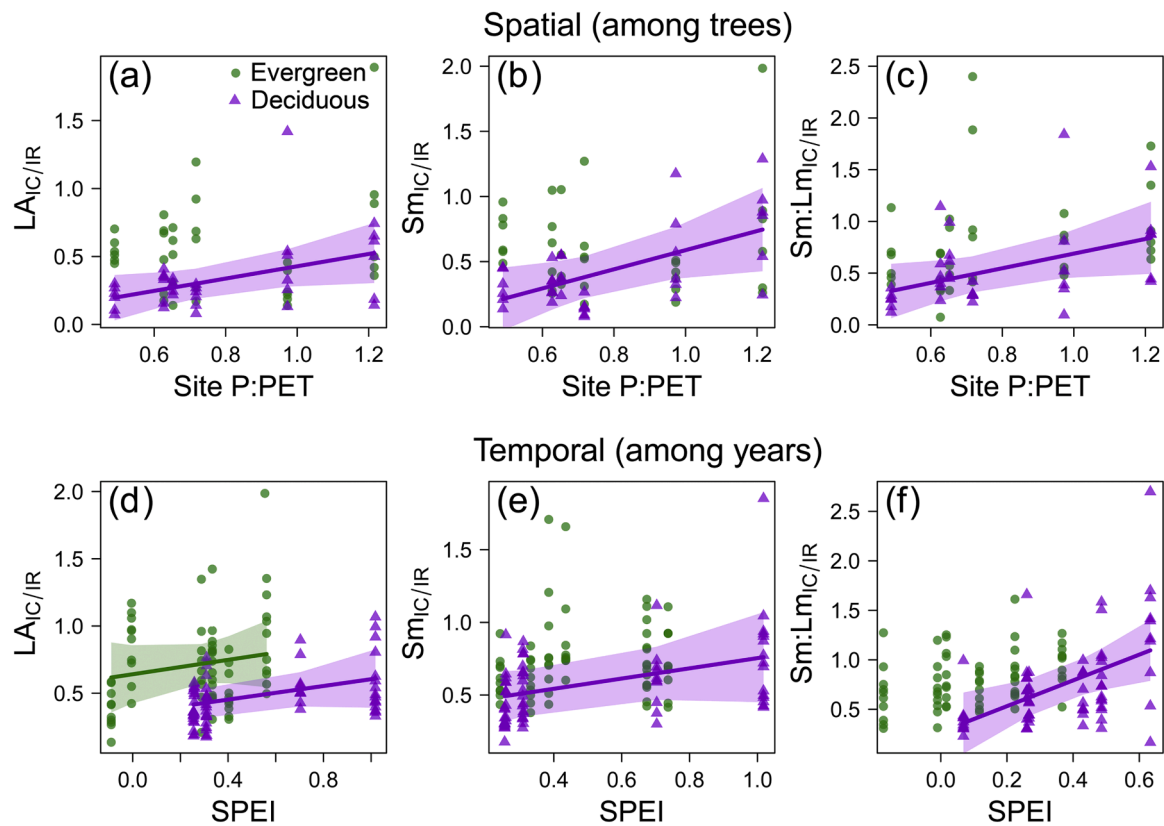 Spatial (among trees)
(a)
Evergreen
Deciduous
LA_IC/IR
1.5
1.0
0.5
0.0
0.6 0.8 1.0 1.2
Site P:PET
(b)
Sm_IC/IR
2.0
1.5
1.0
0.5
0.0
0.6 0.8 1.0 1.2
Site P:PET
(c)
Sm:Lm_IC/IR
2.5
2.0
1.5
1.0
0.5
0.0
0.6 0.8 1.0 1.2
Site P:PET
Temporal (among years)
(d)
LA_IC/IR
2.0
1.5
1.0
0.5
0.0 0.4 0.8
SPEI
(e)
Sm_IC/IR
1.5
1.0
0.5
0.4 0.6 0.8 1.0
SPEI
(f)
Sm:Lm_IC/IR
2.5
2.0
1.5
1.0
0.5
0.0 0.2 0.4 0.6
SPEI